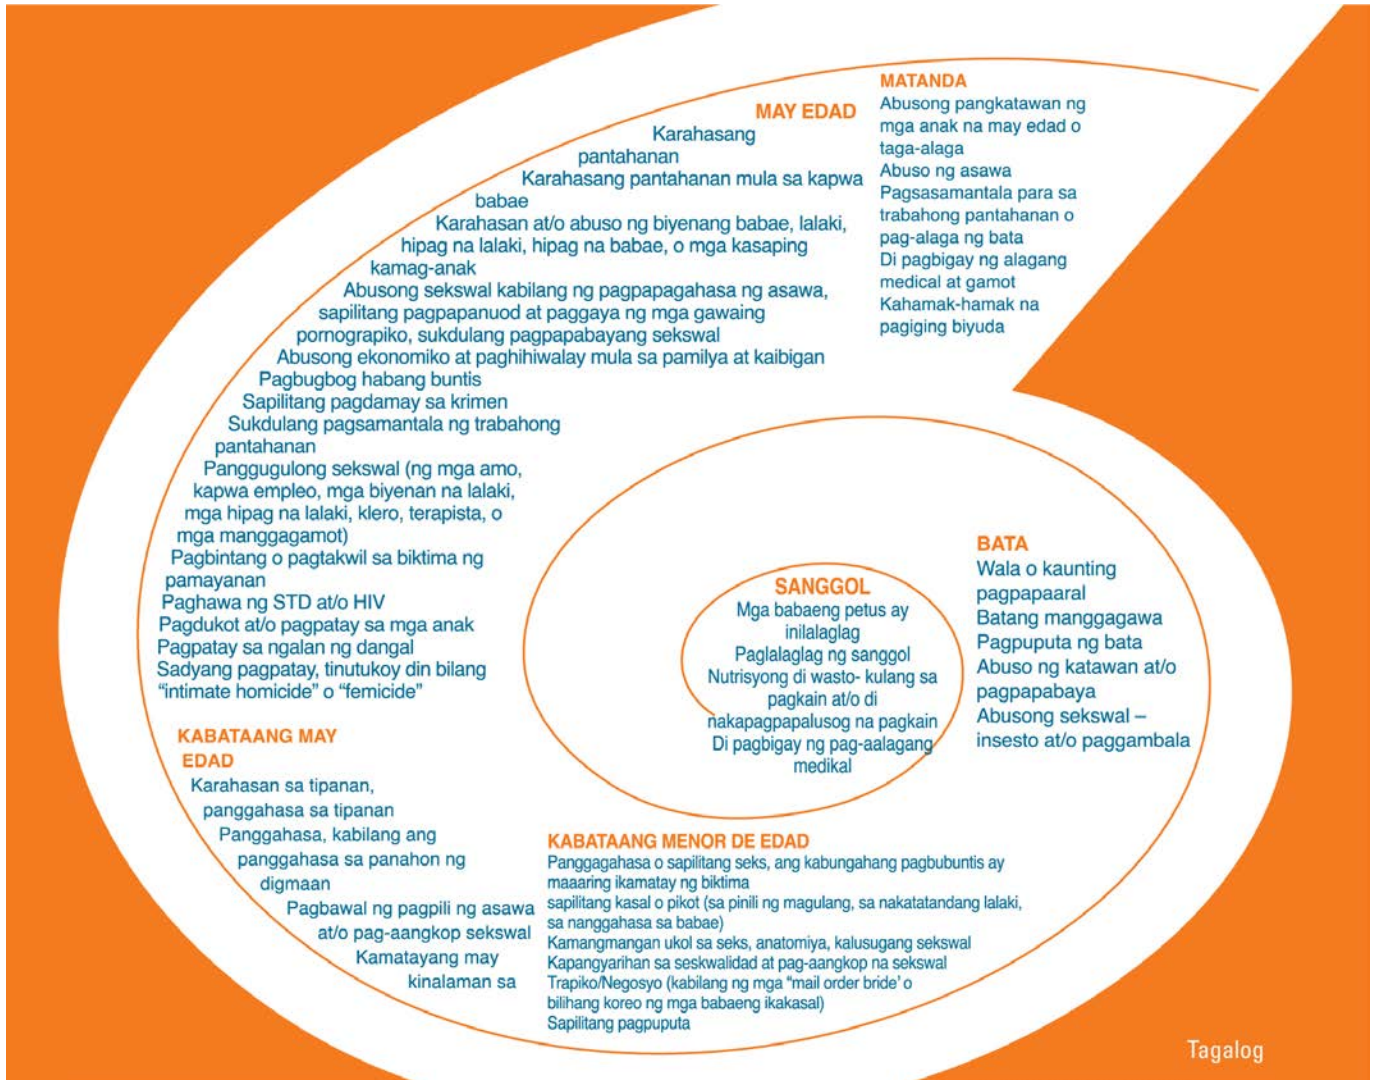 MATANDA
Abusong pangkatawan ng
mga anak na may edad o
taga-alaga
Abuso ng asawa
Pagsasamantala para sa
trabahong pantahanan o
pag-alaga ng bata
Di pagbigay ng alagang
medical at gamot
Kahamak-hamak na
pagiging biyuda
MAY EDAD
Karahasang
pantahanan
Karahasang pantahanan mula sa kapwa
babae
Karahasan at/o abuso ng biyenang babae, lalaki,
hipag na lalaki, hipag na babae, o mga kasaping
kamag-anak
Abusong sekswal kabilang ng pagpapagahasa ng asawa,
sapilitang pagpapanuod at paggaya ng mga gawaing
pornograpiko, sukdulang pagpapabayang sekswal
Abusong ekonomiko at paghihiwalay mula sa pamilya at kaibigan
Pagbugbog habang buntis
Sapilitang pagdamay sa krimen
Sukdulang pagsamantala ng trabahong
pantahanan
Panggugulong sekswal (ng mga amo,
kapwa empleo, mga biyenan na lalaki,
mga hipag na lalaki, klero, terapista, o
mga manggagamot)
Pagbintang o pagtakwil sa biktima ng
pamayanan
Paghawa ng STD at/o HIV
Pagdukot at/o pagpatay sa mga anak
Pagpatay sa ngalan ng dangal
Sadyang pagpatay, tinutukoy din bilang
“intimate homicide” o “femicide”
KABATAANG MAY
EDAD
Karahasan sa tipanan,
panggahasa sa tipanan
Panggahasa, kabilang ang
panggahasa sa panahon ng
digmaan
Pagbawal ng pagpili ng asawa
at/o pag-aangkop sekswal
Kamatayang may
kinalaman sa
KABATAANG MENOR DE EDAD
Panggagahasa o sapilitang seks, ang kabungahang pagbubuntis ay
maaaring ikamatay ng biktima
sapilitang kasal o pikot (sa pinili ng magulang, sa nakatatandang lalaki,
sa nanggahasa sa babae)
Kamangmangan ukol sa seks, anatomiya, kalusugang sekswal
Kapangyarihan sa seskwalidad at pag-aangkop na sekswal
Trapiko/Negosyo (kabilang ng mga “mail order bride’ o
bilihang koreo ng mga babaeng ikakasal)
Sapilitang pagpuputa
SANGGOL
Mga babaeng petus ay
inilalaglag
Paglalaglag ng sanggol
Nutrisyong di wasto- kulang sa
pagkain at/o di
nakapagpapalusog na pagkain
Di pagbigay ng pag-aalagang
medikal
BATA
Wala o kaunting
pagpapaaral
Batang manggagawa
Pagpuputa ng bata
Abuso ng katawan at/o
pagpapabaya
Abusong sekswal –
insesto at/o paggambala
Tagalog